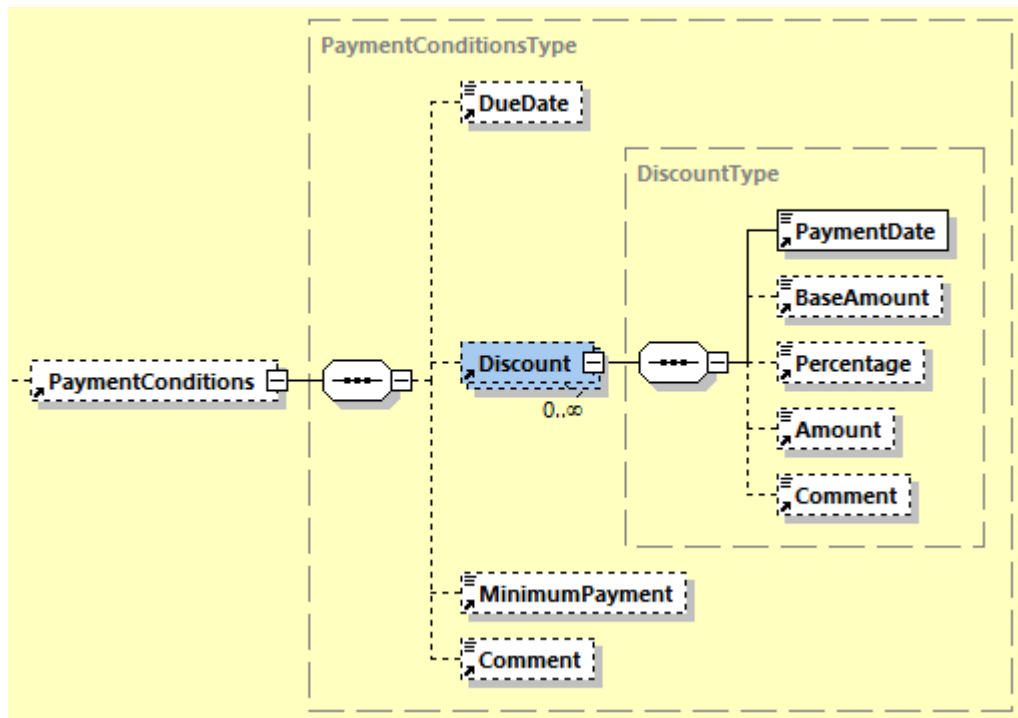 PaymentConditionsType
DueDate
DiscountType
PaymentDate
BaseAmount
Discount
Percentage
PaymentConditions
0..∞
Amount
Comment
MinimumPayment
Comment